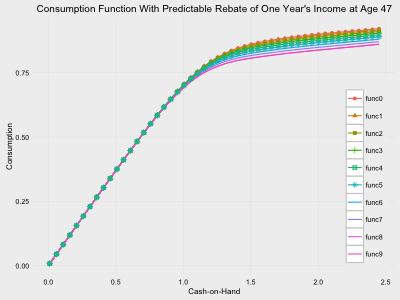 Consumption Function With Predictable Rebate of One Year's Income at Age 47
Consumption
0.75
0.50
0.25
0.00
0.0
0.5
1.0
1.5
2.0
2.5
Cash-on-Hand
func0
func1
func2
func3
func4
func5
func6
func7
func8
func9